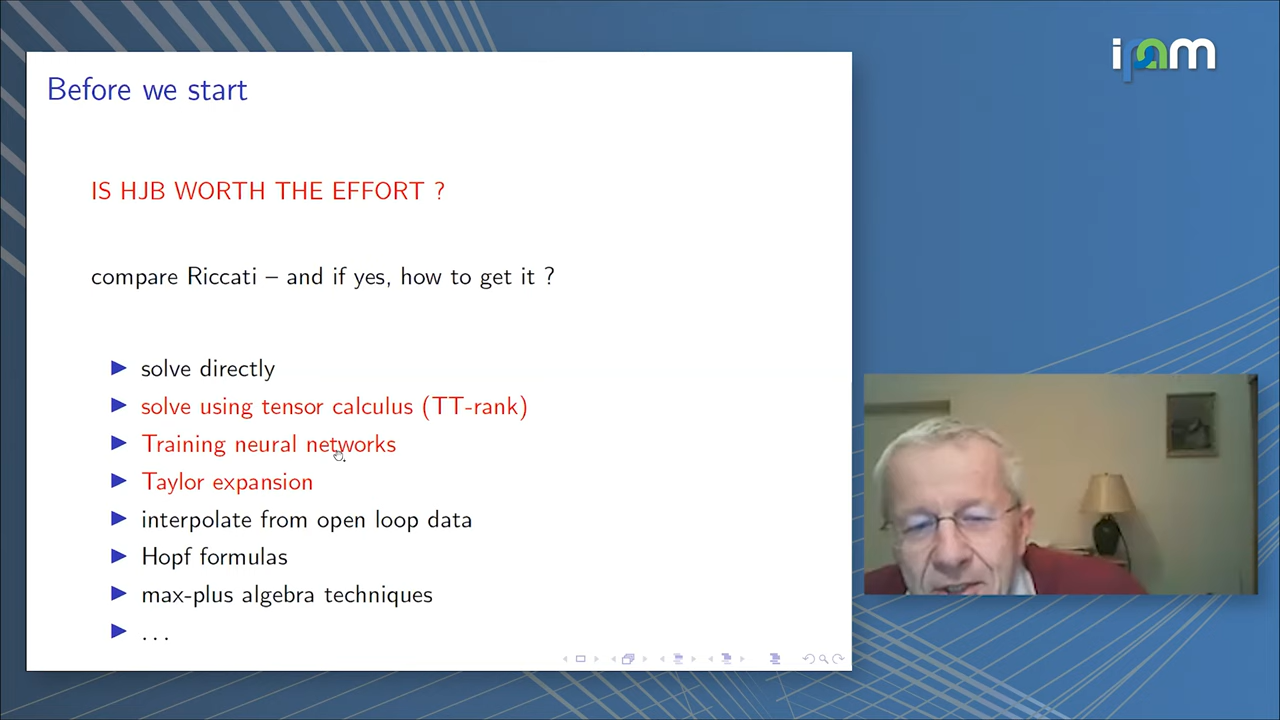 ipam
Before we start
IS HJB WORTH THE EFFORT ?
compare Riccati – and if yes, how to get it ?
solve directly
solve using tensor calculus (TT-rank)
Training neural networks
Taylor expansion
interpolate from open loop data
Hopf formulas
max-plus algebra techniques
. . .